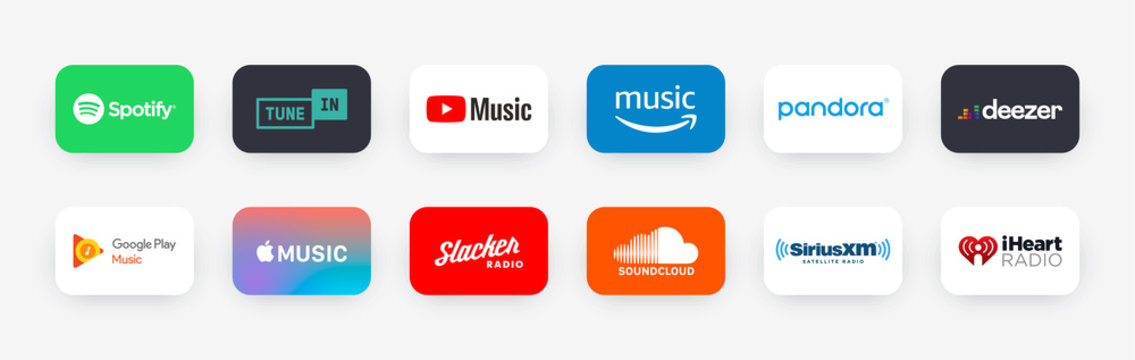 Spotify®
TUNE IN
Music
music
pandora®
deezer
Google Play
Music
MUSIC
Slacker
RADIO
SOUNDCLOUD
SiriusXM
SATELLITE RADIO
iHeart
RADIO